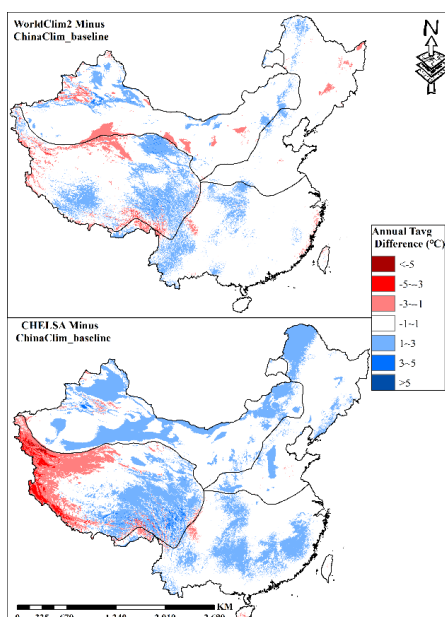 WorldClim2 Minus
ChinaClim_baseline
N
Annual Tavg
Difference (℃)
<-5
-5~-3
-3~-1
-1~1
1~3
3~5
>5
CHELSA Minus
ChinaClim_baseline
KM